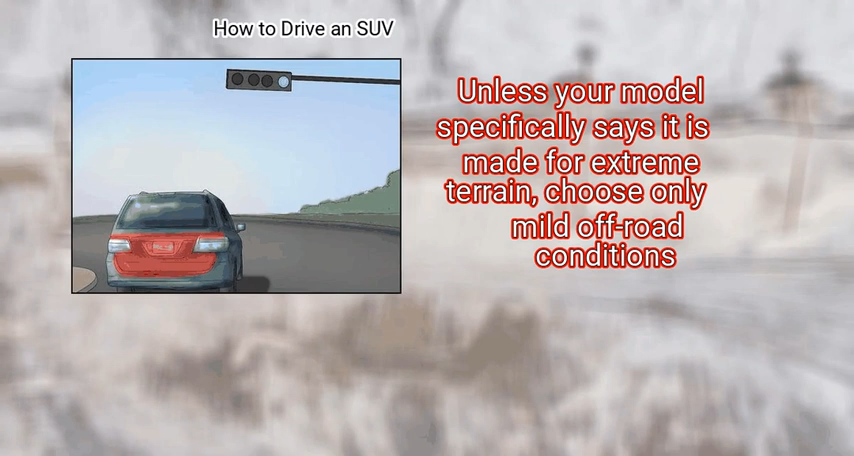 How to Drive an SUV
Unless your model
specifically says it is
made for extreme
terrain, choose only
mild off-road
conditions